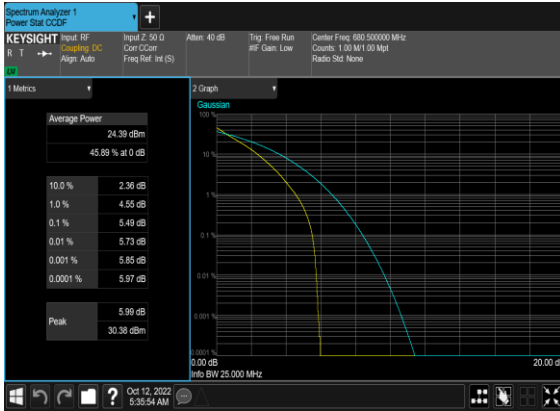 Spectrum Analyzer 1
Power Stat CCDF
+
KEYSIGHT
R T
LXI
Input: RF
Coupling: DC
Align: Auto
Input Z: 50 Ω
Corr CCorr
Freq Ref: Int (S)
Atten: 40 dB
Trig: Free Run
#IF Gain: Low
Center Freq: 680.500000 MHz
Counts: 1.00 M/1.00 Mpt
Radio Std: None
1 Metrics
Average Power
24.39 dBm
45.89 % at 0 dB
10.0 % 2.36 dB
1.0 % 4.55 dB
0.1 % 5.49 dB
0.01 % 5.73 dB
0.001 % 5.85 dB
0.0001 % 5.97 dB
Peak
5.99 dB
30.38 dBm
2 Graph
Gaussian
100 %
10 %
1 %
0.1 %
0.01 %
0.001 %
0.0001 %
0.00 dB
20.00 d
Info BW 25.000 MHz
?
Oct 12, 2022
5:35:54 AM